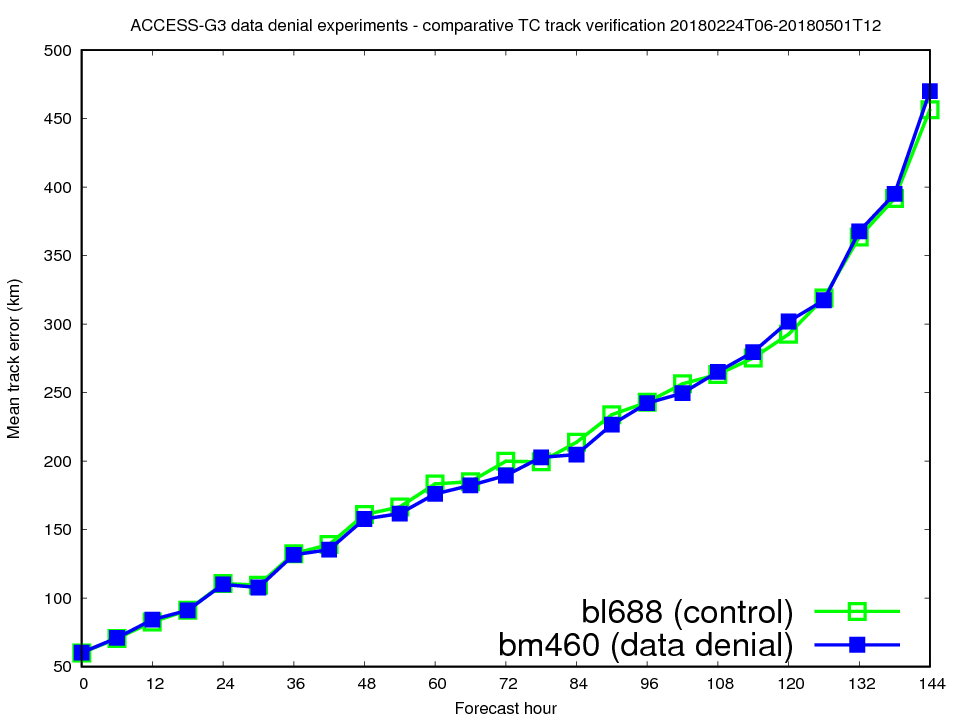 ACCESS-G3 data denial experiments - comparative TC track verification 20180224T06-20180501T12
500
450
400
350
300
250
200
150
100
50
Mean track error (km)
bl688 (control)
bm460 (data denial)
0 12 24 36 48 60 72 84 96 108 120 132 144
Forecast hour